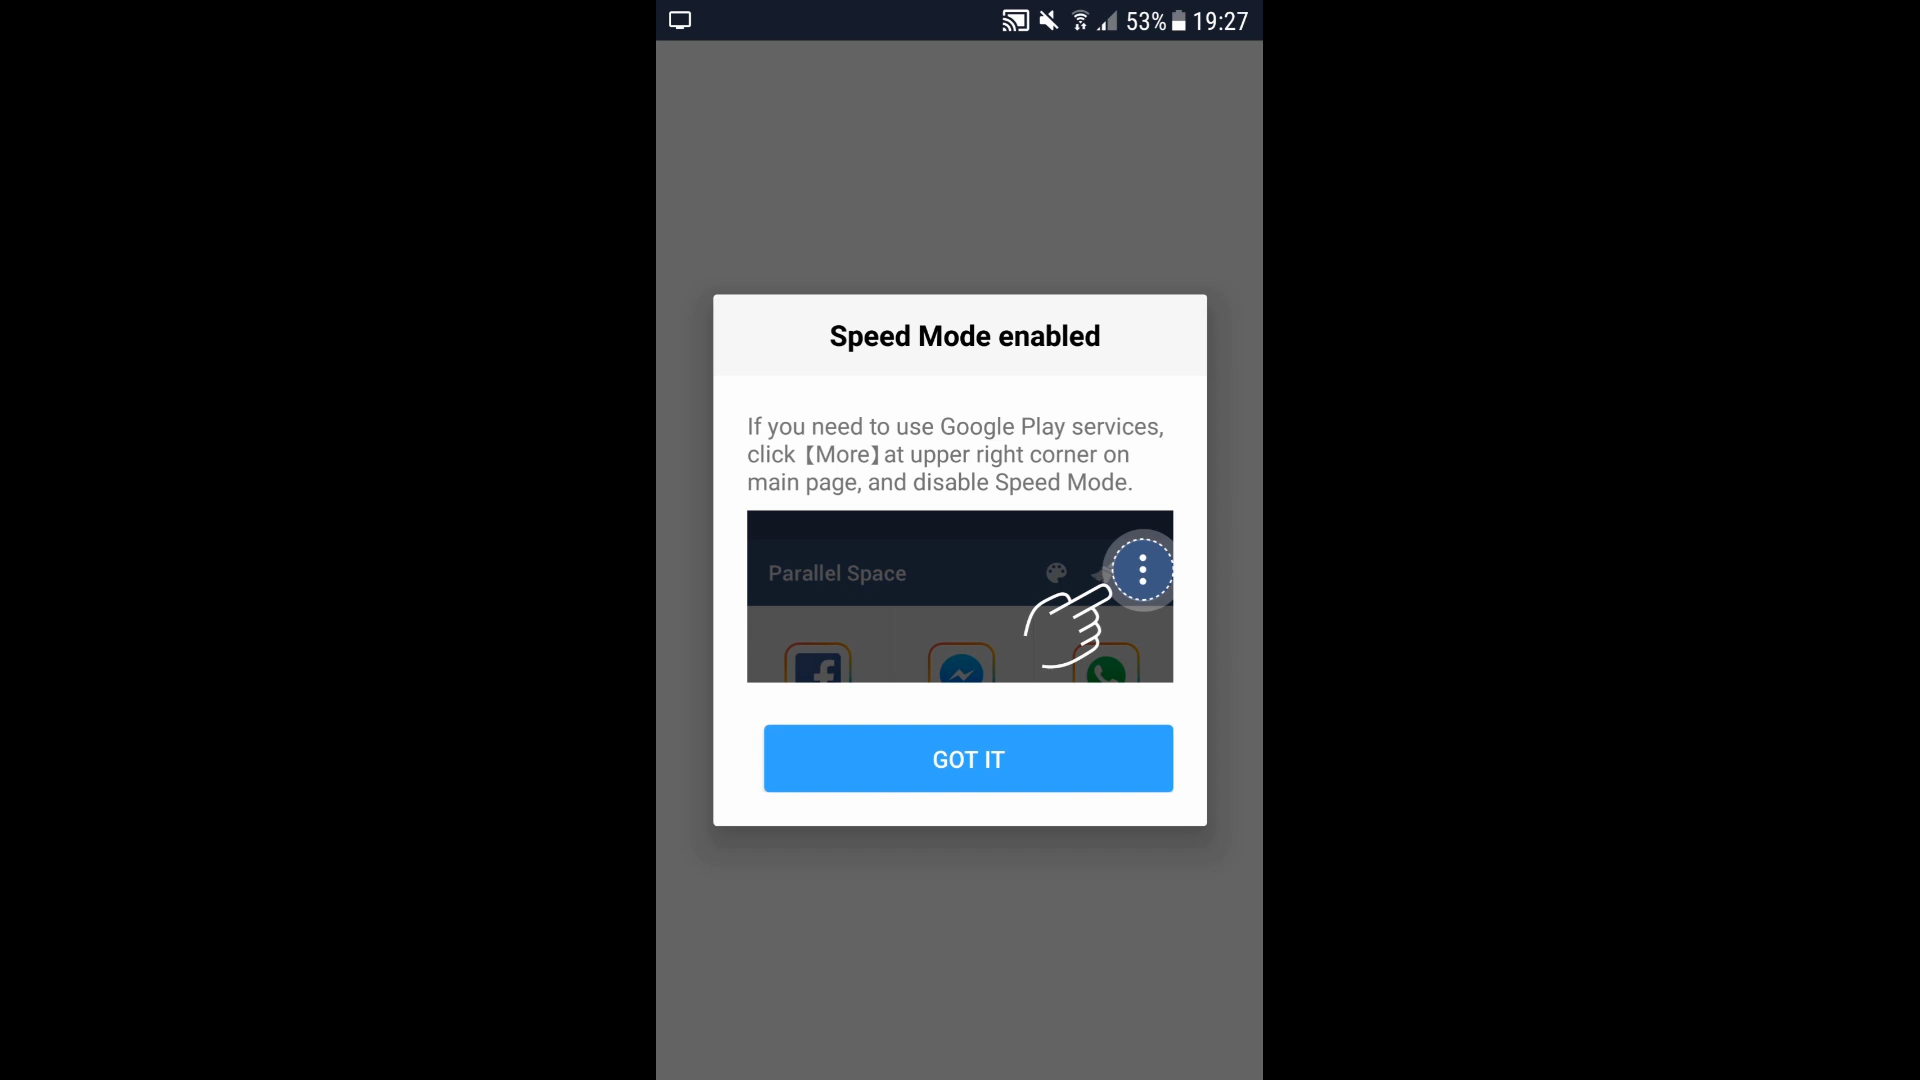 53% 19:27
Speed Mode enabled
If you need to use Google Play services,
click【More】at upper right corner on
main page, and disable Speed Mode.
Parallel Space
GOT IT